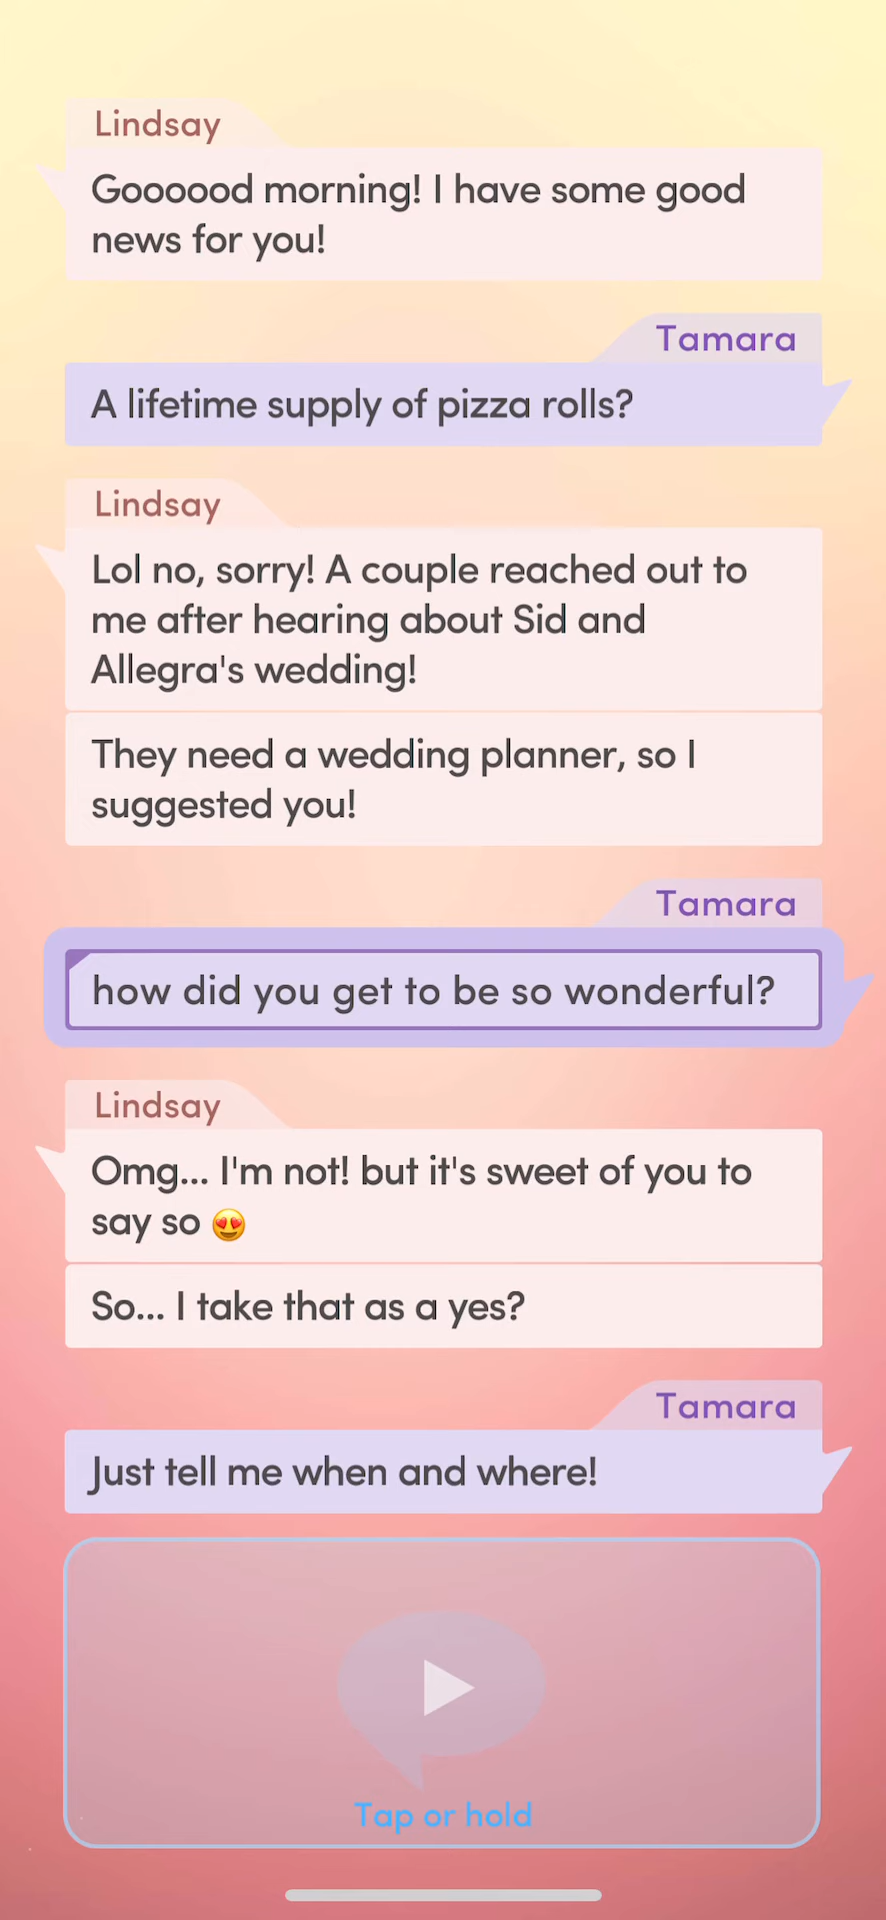 Lindsay
Goooood morning! I have some good
news for you!
Tamara
A lifetime supply of pizza rolls?
Lindsay
Lol no, sorry! A couple reached out to
me after hearing about Sid and
Allegra's wedding!
They need a wedding planner, so I
suggested you!
Tamara
how did you get to be so wonderful?
Lindsay
Omg... I'm not! but it's sweet of you to
say so 😍
So... I take that as a yes?
Tamara
Just tell me when and where!
Tap or hold